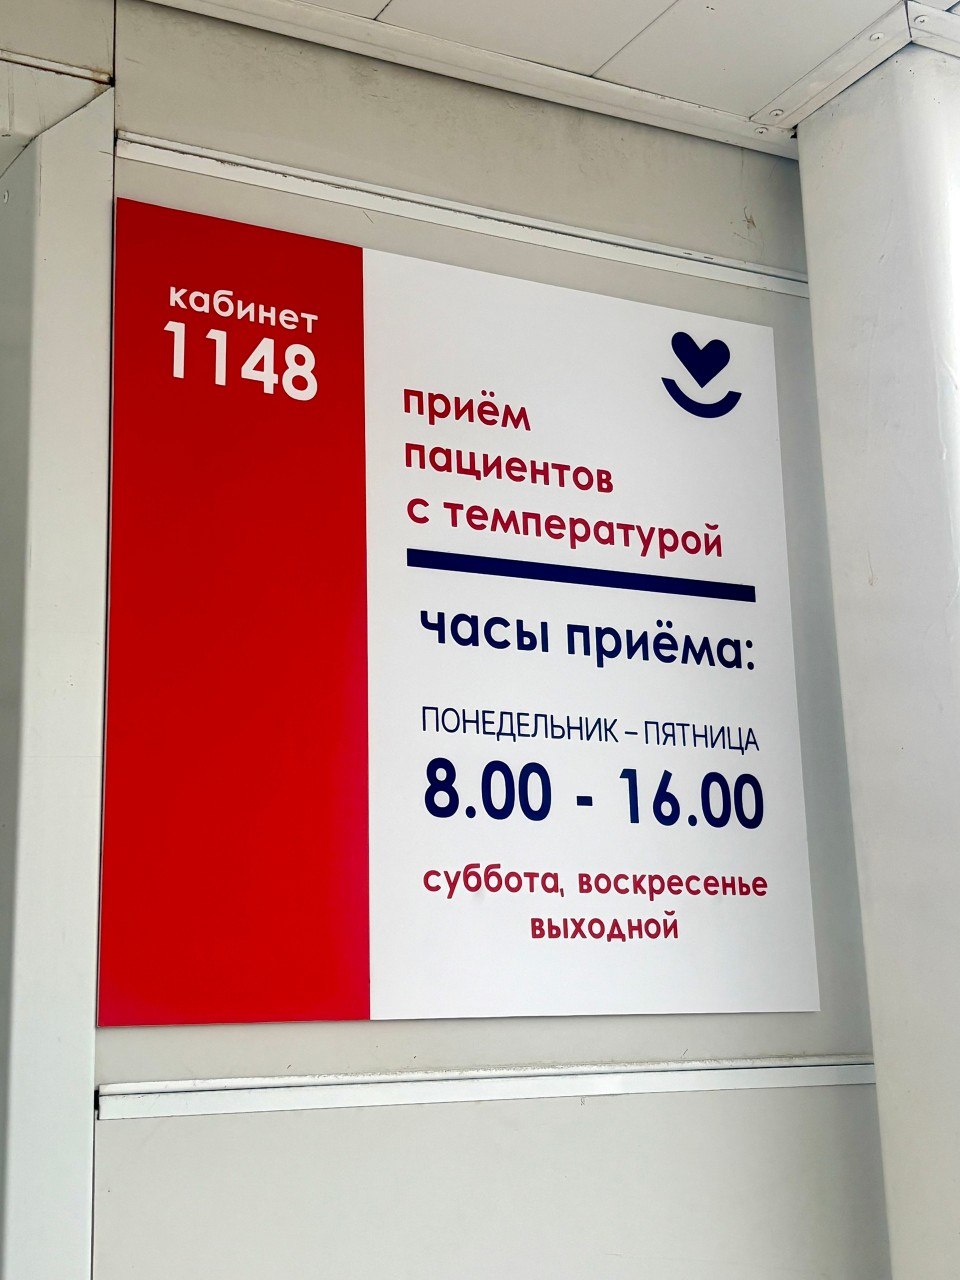 кабинет
1148
приём
пациентов
с температурой
часы приёма:
ПОНЕДЕЛЬНИК – ПЯТНИЦА
8.00 - 16.00
суббота, воскресенье
выходной